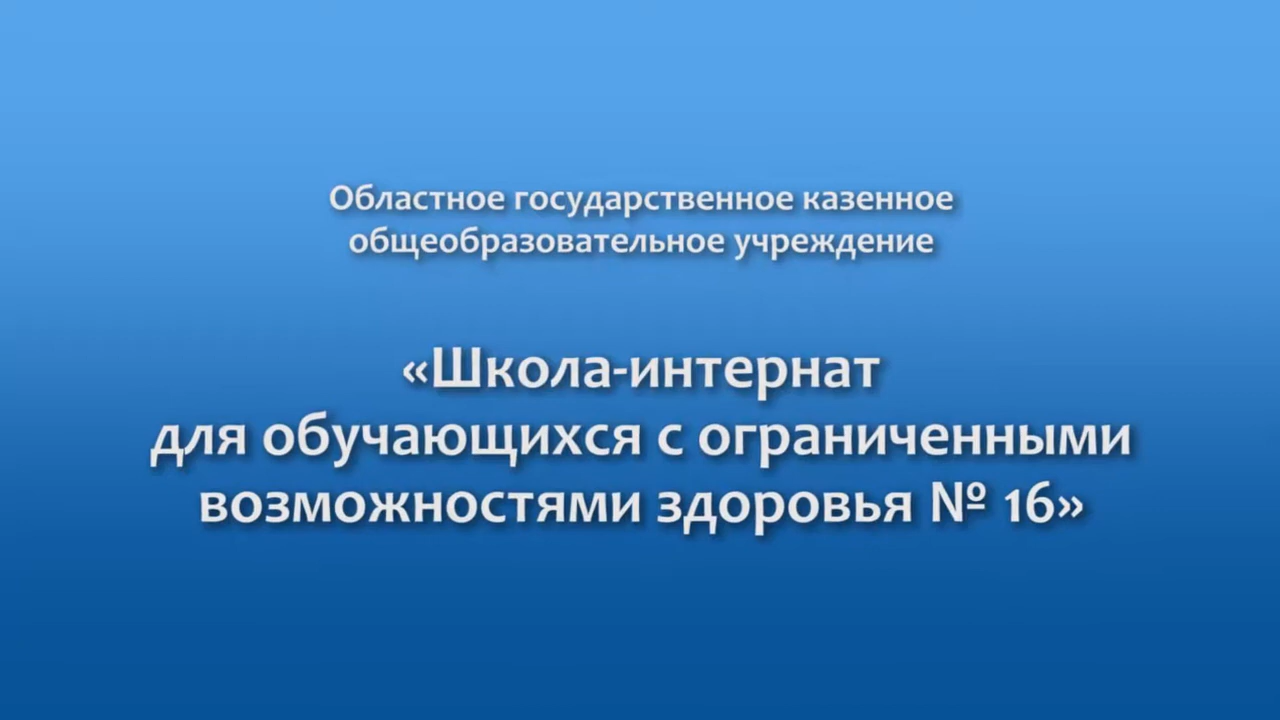 Областное государственное казенное
общеобразовательное учреждение
«Школа-интернат
для обучающихся с ограниченными
возможностями здоровья № 16»